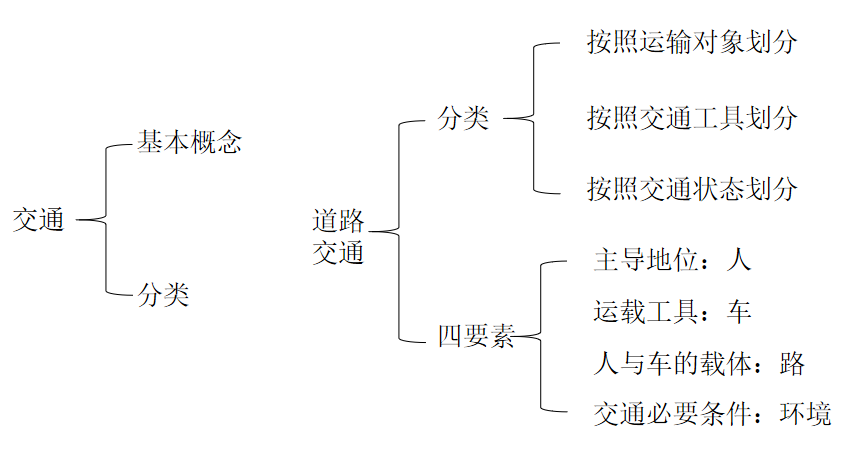 交通
基本概念
分类
道路
交通
分类
按照运输对象划分
按照交通工具划分
按照交通状态划分
四要素
主导地位：人
运载工具：车
人与车的载体：路
交通必要条件：环境